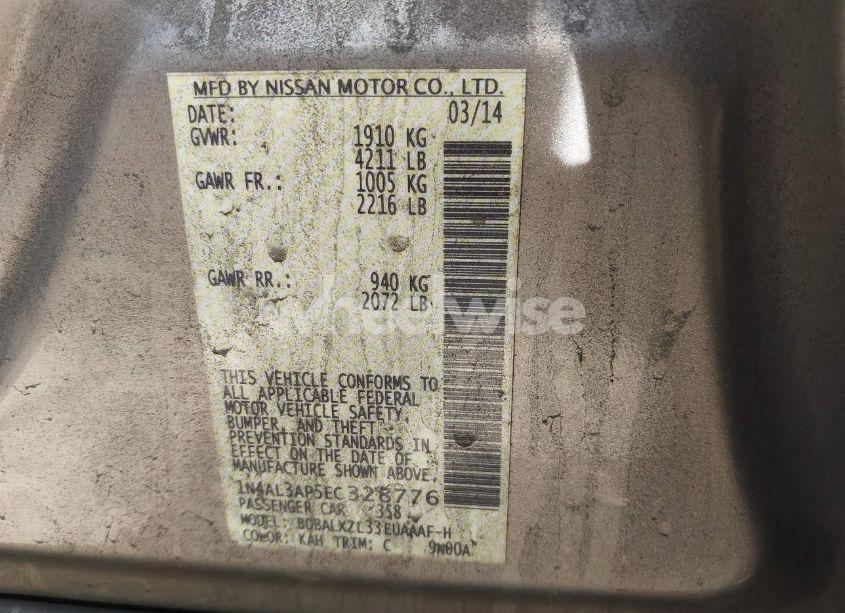 MFD BY NISSAN MOTOR CO., LTD.
DATE: 03/14
GVWR: 1910 KG
4211 LB
GAWR FR.: 1005 KG
2216 LB
GAWR RR.: 940 KG
2072 LB
wheelwise
THIS VEHICLE CONFORMS TO
ALL APPLICABLE FEDERAL
MOTOR VEHICLE SAFETY,
BUMPER, AND THEFT
PREVENTION STANDARDS IN
EFFECT ON THE DATE OF
MANUFACTURE SHOWN ABOVE.
1N4AL3AP5EC328776
PASSENGER CAR 358
MODEL: BDBALXZL33EUAAAF-H
COLOR: KAH TRIM: C 9N00A